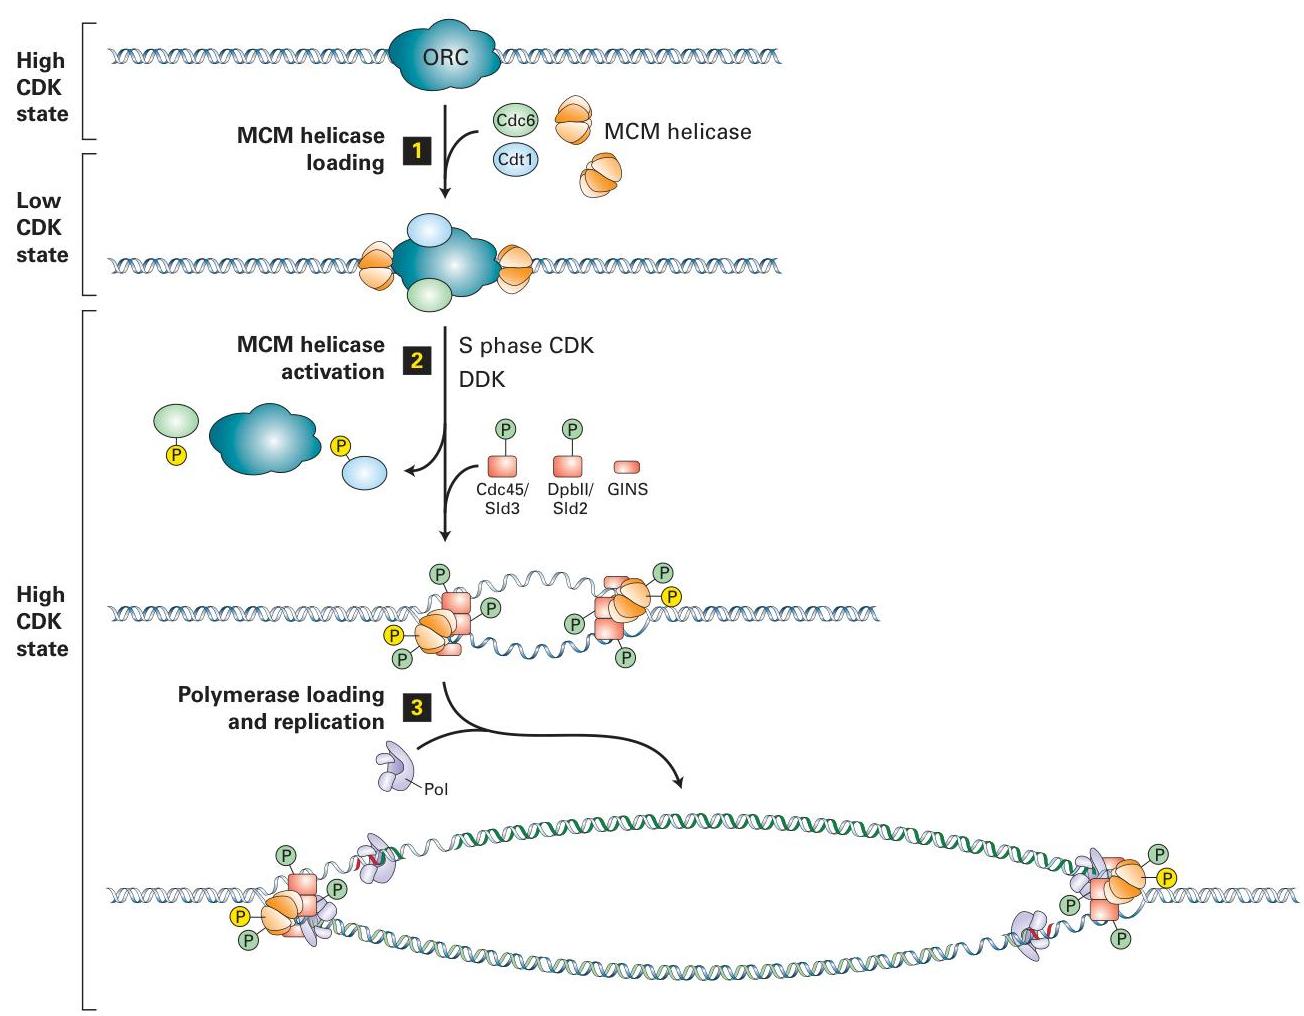 High
CDK
state
ORC
MCM helicase
loading
1
Cdc6
Cdt1
MCM helicase
Low
CDK
state
MCM helicase
activation
2
S phase CDK
DDK
P
P
P
P
Cdc45/
Sld3
DpbII/
Sld2
GINS
High
CDK
state
P
P
P
P
P
P
P
P
Polymerase loading
and replication
3
Pol
P
P
P
P
P
P
P
P